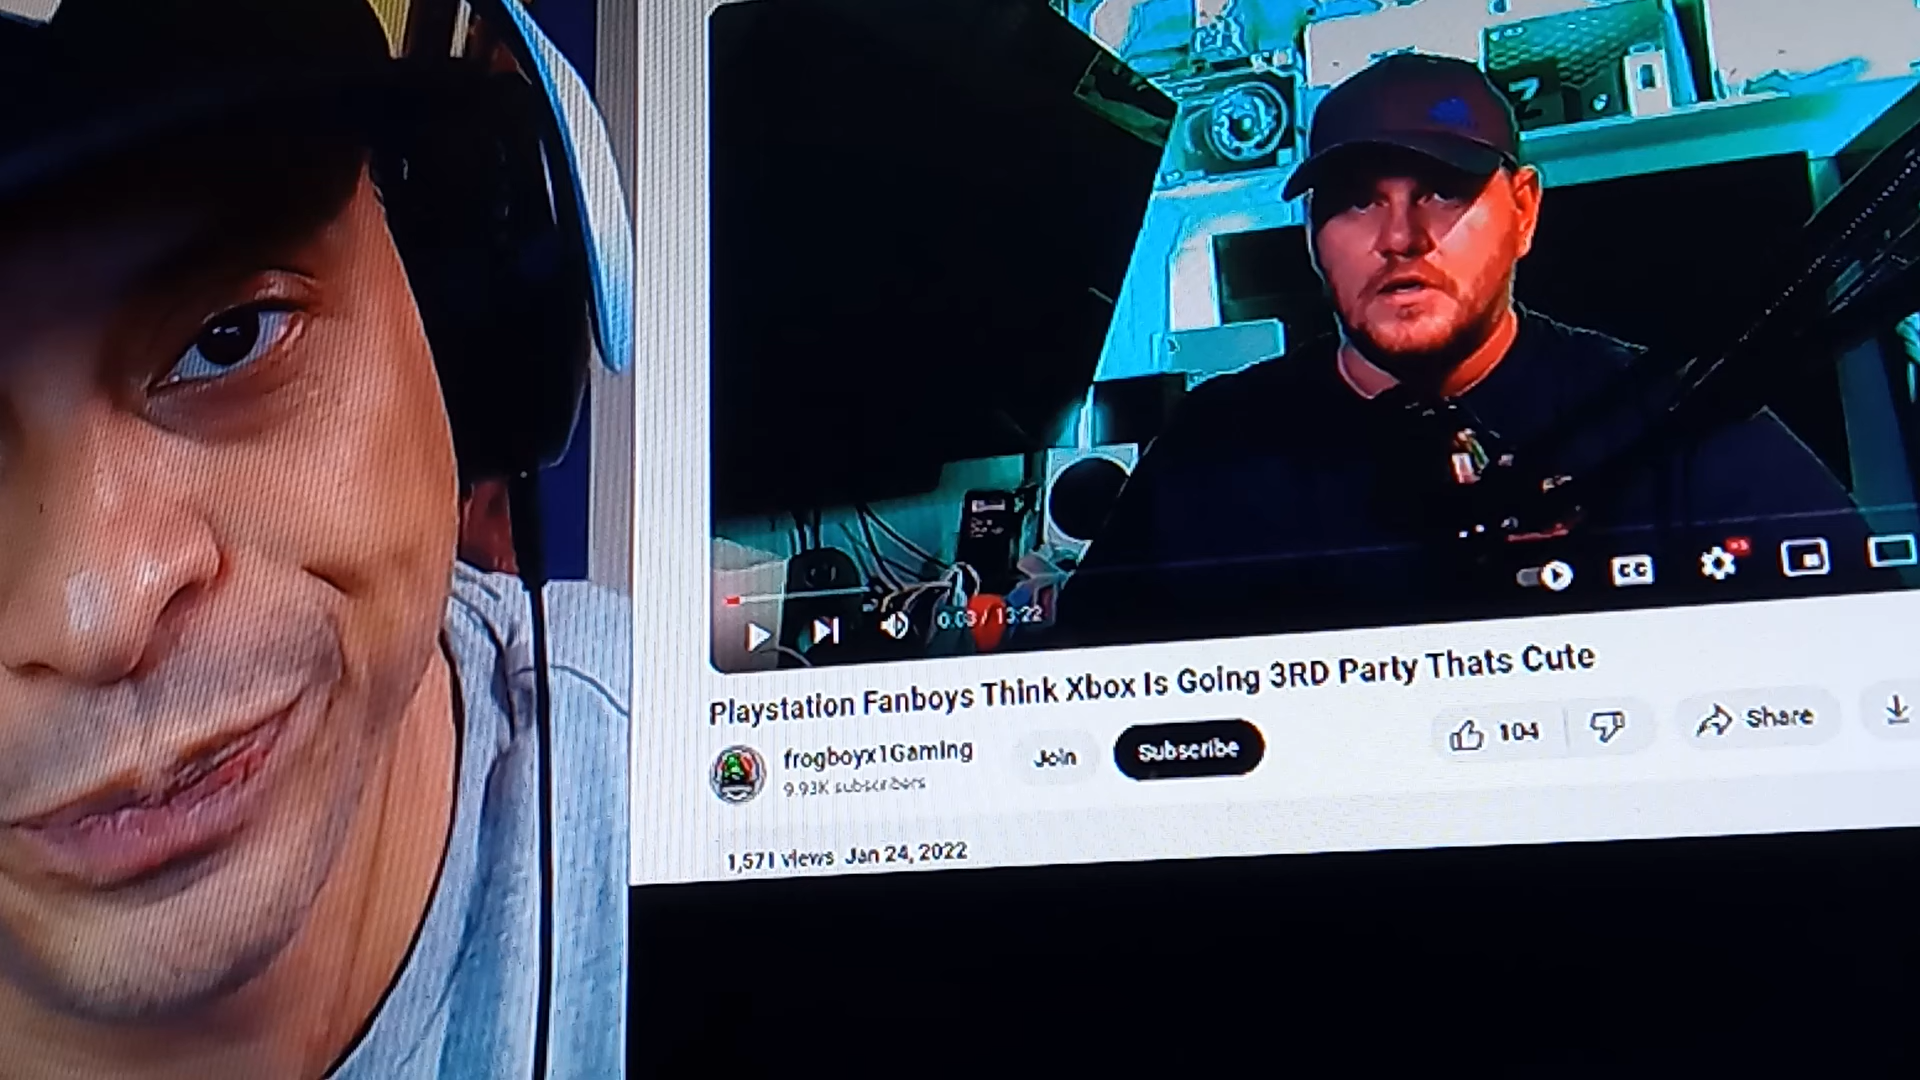 0:03 / 13:22
CC
Playstation Fanboys Think Xbox Is Going 3RD Party Thats Cute
frogboyx1Gaming
9.93K subscribers
Join
Subscribe
104
Share
1,571 views Jan 24, 2022